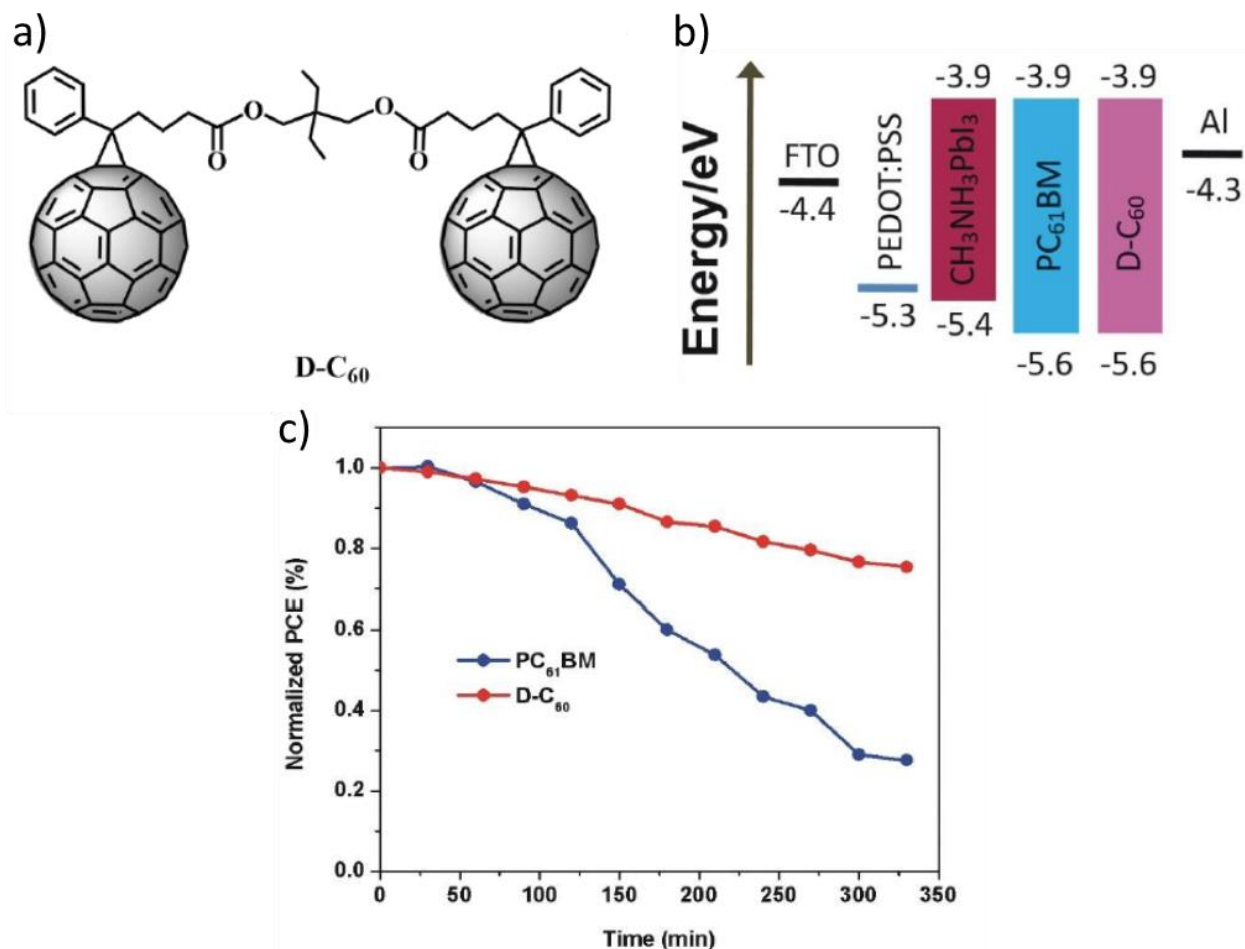 a)
O
O
O
O
D-C₆₀
b)
Energy/eV
FTO
-4.4
PEDOT:PSS
-5.3
-3.9
CH₃NH₃PbI₃
-5.4
-3.9
PC₆₁BM
-5.6
-3.9
D-C₆₀
-5.6
Al
-4.3
c)
Normalized PCE (%)
1.0
0.8
0.6
0.4
0.2
0.0
PC₆₁BM
D-C₆₀
0 50 100 150 200 250 300 350
Time (min)